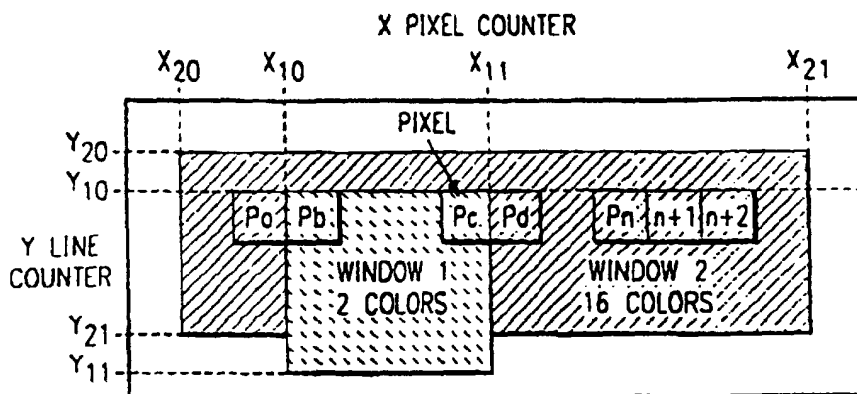 X PIXEL COUNTER
X20 X10 X11 X21
PIXEL
Y20
Y10
Pa Pb Pc Pd Pn n+1 n+2
Y LINE
COUNTER
WINDOW 1
2 COLORS
WINDOW 2
16 COLORS
Y21
Y11